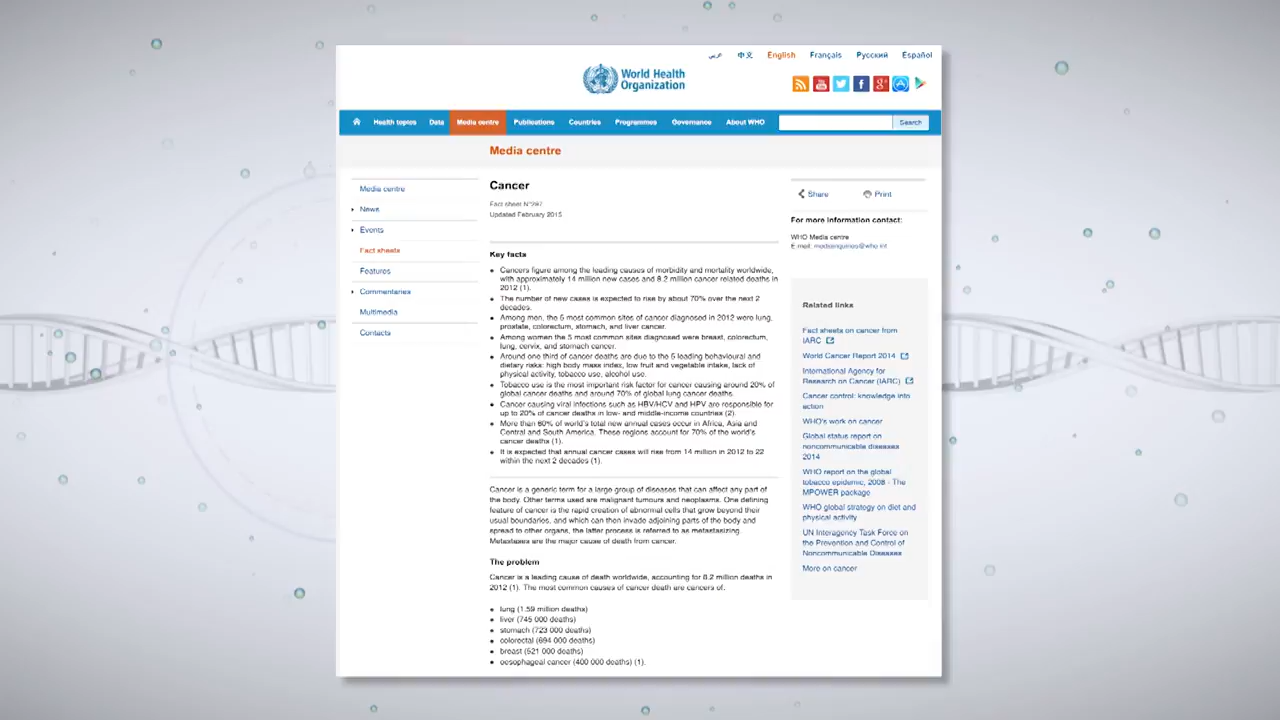 عربي
中文
English
Français
Русский
Español
World Health
Organization
Health topics
Data
Media centre
Publications
Countries
Programmes
Governance
About WHO
Search
Media centre
Media centre
News
Events
Fact sheets
Features
Commentaries
Multimedia
Contacts
Cancer
Fact sheet N°297
Updated February 2015
Key facts
Cancers figure among the leading causes of morbidity and mortality worldwide,
with approximately 14 million new cases and 8.2 million cancer related deaths in
2012 (1).
The number of new cases is expected to rise by about 70% over the next 2
decades.
Among men, the 5 most common sites of cancer diagnosed in 2012 were lung,
prostate, colorectum, stomach, and liver cancer.
Among women the 5 most common sites diagnosed were breast, colorectum,
lung, cervix, and stomach cancer.
Around one third of cancer deaths are due to the 5 leading behavioural and
dietary risks: high body mass index, low fruit and vegetable intake, lack of
physical activity, tobacco use, alcohol use.
Tobacco use is the most important risk factor for cancer causing around 20% of
global cancer deaths and around 70% of global lung cancer deaths.
Cancer causing viral infections such as HBV/HCV and HPV are responsible for
up to 20% of cancer deaths in low- and middle-income countries (2).
More than 60% of world's total new annual cases occur in Africa, Asia and
Central and South America. These regions account for 70% of the world's
cancer deaths (1).
It is expected that annual cancer cases will rise from 14 million in 2012 to 22
within the next 2 decades (1).
Cancer is a generic term for a large group of diseases that can affect any part of
the body. Other terms used are malignant tumours and neoplasms. One defining
feature of cancer is the rapid creation of abnormal cells that grow beyond their
usual boundaries, and which can then invade adjoining parts of the body and
spread to other organs, the latter process is referred to as metastasizing.
Metastases are the major cause of death from cancer.
The problem
Cancer is a leading cause of death worldwide, accounting for 8.2 million deaths in
2012 (1). The most common causes of cancer death are cancers of:
lung (1.59 million deaths)
liver (745 000 deaths)
stomach (723 000 deaths)
colorectal (694 000 deaths)
breast (521 000 deaths)
oesophageal cancer (400 000 deaths) (1).
Share
Print
For more information contact:
WHO Media centre
E-mail: mediaenquiries@who.int
Related links
Fact sheets on cancer from
IARC
World Cancer Report 2014
International Agency for
Research on Cancer (IARC)
Cancer control: knowledge into
action
WHO's work on cancer
Global status report on
noncommunicable diseases
2014
WHO report on the global
tobacco epidemic, 2008 - The
MPOWER package
WHO global strategy on diet and
physical activity
UN Interagency Task Force on
the Prevention and Control of
Noncommunicable Diseases
More on cancer